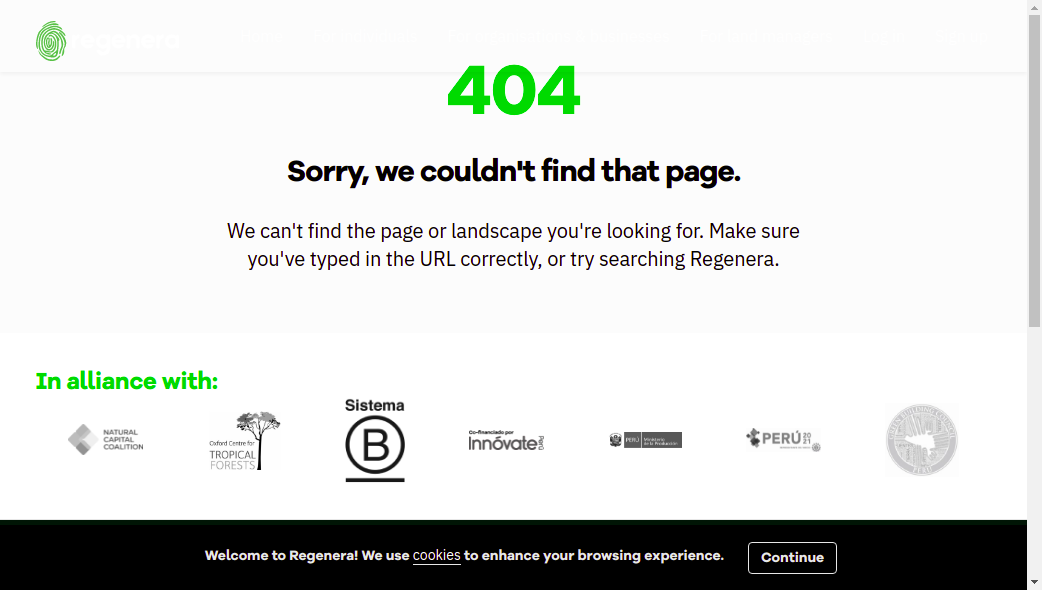 regenera
404
Sorry, we couldn't find that page.
We can't find the page or landscape you're looking for. Make sure
you've typed in the URL correctly, or try searching Regenera.
In alliance with:
NATURAL
CAPITAL
COALITION
Oxford Centre for
TROPICAL
FORESTS
Sistema
B
Co-financiado por
Innóvate Perú
PERÚ Ministerio
de la Producción
PERÚ 20
21
Welcome to Regenera! We use cookies to enhance your browsing experience.
Continue